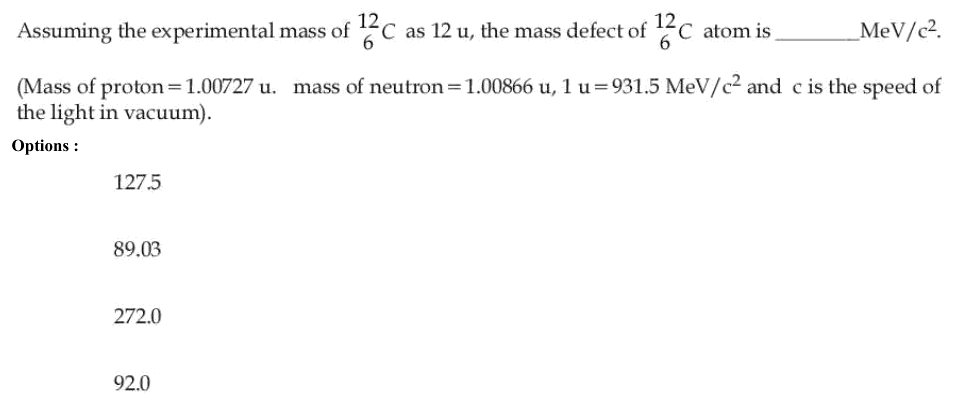 Assuming the experimental mass of ¹²₆C as 12 u, the mass defect of ¹²₆C atom is ________MeV/c².
(Mass of proton=1.00727 u. mass of neutron=1.00866 u, 1 u=931.5 MeV/c² and c is the speed of
the light in vacuum).
Options :
127.5
89.03
272.0
92.0